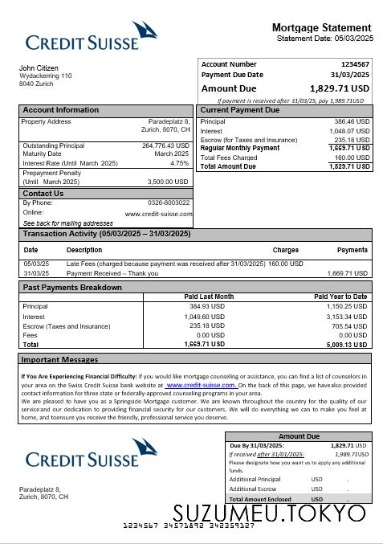 CREDIT SUISSE
Mortgage Statement
Statement Date: 05/03/2025
John Citizen
Wydackerring 110
8040 Zurich
Account Number 1234567
Payment Due Date 31/03/2025
Amount Due 1,829.71 USD
If payment is received after 31/03/25, pay 1,989.71USD
Account Information
Property Address Paradeplatz 8,
Zurich, 8070, CH
Outstanding Principal 264,776.43 USD
Maturity Date March 2025
Interest Rate (Until March 2025) 4.75%
Prepayment Penalty
(Until March 2025) 3,500.00 USD
Contact Us
By Phone: 0326-8003022
Online: www.credit-suisse.com
See back for mailing addresses
Current Payment Due
Principal 386.46 USD
Interest 1,048.07 USD
Escrow (for Taxes and Insurance) 235.18 USD
Regular Monthly Payment 1,669.71 USD
Total Fees Charged 160.00 USD
Total Amount Due 1,829.71 USD
Transaction Activity (05/03/2025 – 31/03/2025)
Date Description Charges Payments
05/03/25 Late Fees (charged because payment was received after 31/03/2025) 160.00 USD
31/03/25 Payment Received – Thank you 1,669.71 USD
Past Payments Breakdown
Paid Last Month Paid Year to Date
Principal 384.93 USD 1,150.25 USD
Interest 1,049.60 USD 3,153.34 USD
Escrow (Taxes and Insurance) 235.18 USD 705.54 USD
Fees 0.00 USD 0.00 USD
Total 1,669.71 USD 5,009.13 USD
Important Messages
If You Are Experiencing Financial Difficulty: If you would like mortgage counseling or assistance, you can find a list of counselors in
your area on the Swiss Credit Suisse bank website at www.credit-suisse.com. On the back of this page, we have also provided
contact information for three state or federally-approved counseling programs in your area.
We are pleased to have you as a Springside Mortgage customer. We are known throughout the country for the quality of our
service and our dedication to providing financial security for our customers. We will do everything we can to make you feel at
home, and to ensure you receive the friendly, professional service you deserve.
CREDIT SUISSE
Paradeplatz 8,
Zurich, 8070, CH
Amount Due
Due By 31/03/2025: 1,829.71 USD
If received after 31/03/2025: 1,989.71USD
Please designate how you want us to apply any additional
funds.
Additional Principal USD .
Additional Escrow USD .
Total Amount Enclosed USD .
SUZUMEU.TOKYO
1234567 34571892 342359127